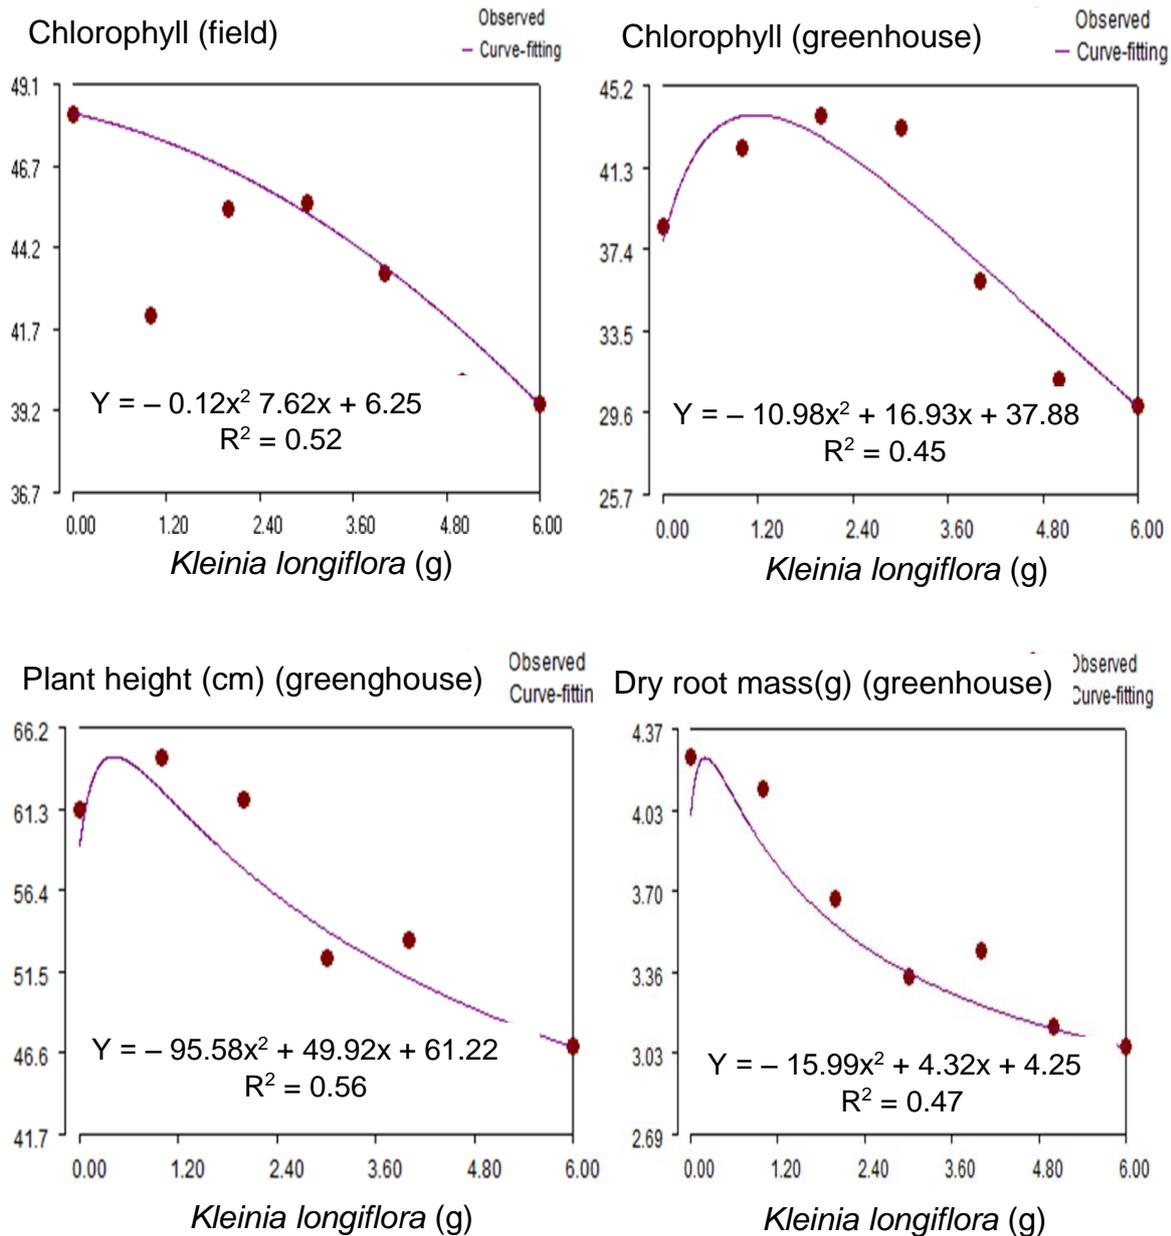 Chlorophyll (field)
Observed
Curve-fitting
49.1
46.7
44.2
41.7
39.2
36.7
Y = – 0.12x² 7.62x + 6.25
R² = 0.52
0.00 1.20 2.40 3.60 4.80 6.00
Kleinia longiflora (g)
Chlorophyll (greenhouse)
Observed
Curve-fitting
45.2
41.3
37.4
33.5
29.6
25.7
Y = – 10.98x² + 16.93x + 37.88
R² = 0.45
0.00 1.20 2.40 3.60 4.80 6.00
Kleinia longiflora (g)
Plant height (cm) (greenghouse)
Observed
Curve-fittin
66.2
61.3
56.4
51.5
46.6
41.7
Y = – 95.58x² + 49.92x + 61.22
R² = 0.56
0.00 1.20 2.40 3.60 4.80 6.00
Kleinia longiflora (g)
Dry root mass(g) (greenhouse)
Observed
Curve-fitting
4.37
4.03
3.70
3.36
3.03
2.69
Y = – 15.99x² + 4.32x + 4.25
R² = 0.47
0.00 1.20 2.40 3.60 4.80 6.00
Kleinia longiflora (g)